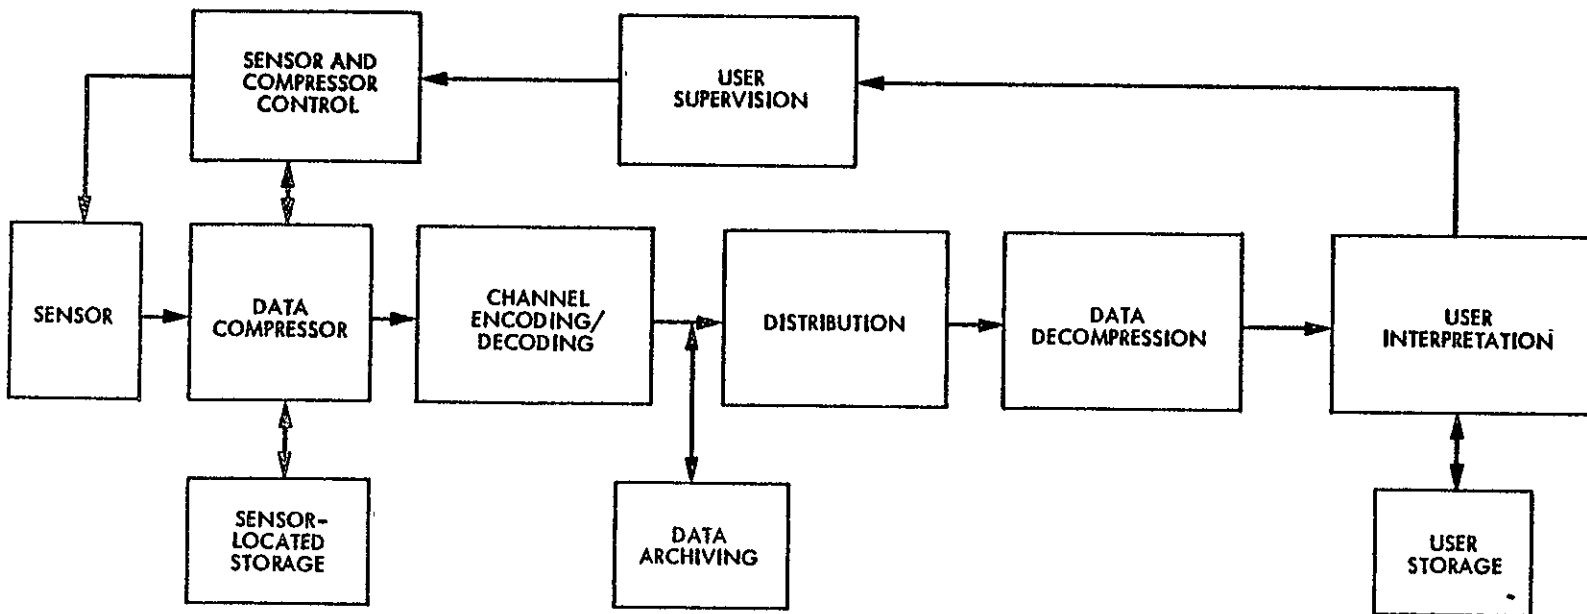 SENSOR AND
COMPRESSOR
CONTROL
USER
SUPERVISION
SENSOR
DATA
COMPRESSOR
CHANNEL
ENCODING/
DECODING
DISTRIBUTION
DATA
DECOMPRESSION
USER
INTERPRETATION
SENSOR-
LOCATED
STORAGE
DATA
ARCHIVING
USER
STORAGE